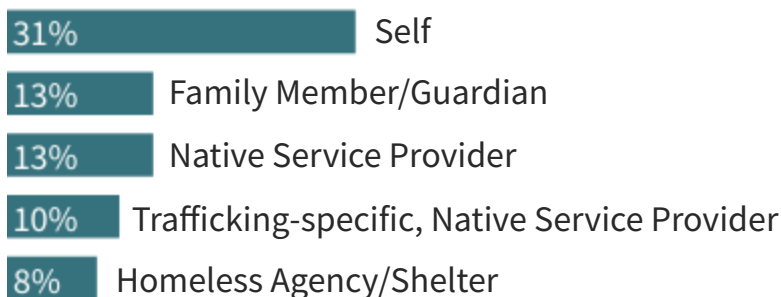 31% Self
13% Family Member/Guardian
13% Native Service Provider
10% Trafficking-specific, Native Service Provider
8% Homeless Agency/Shelter